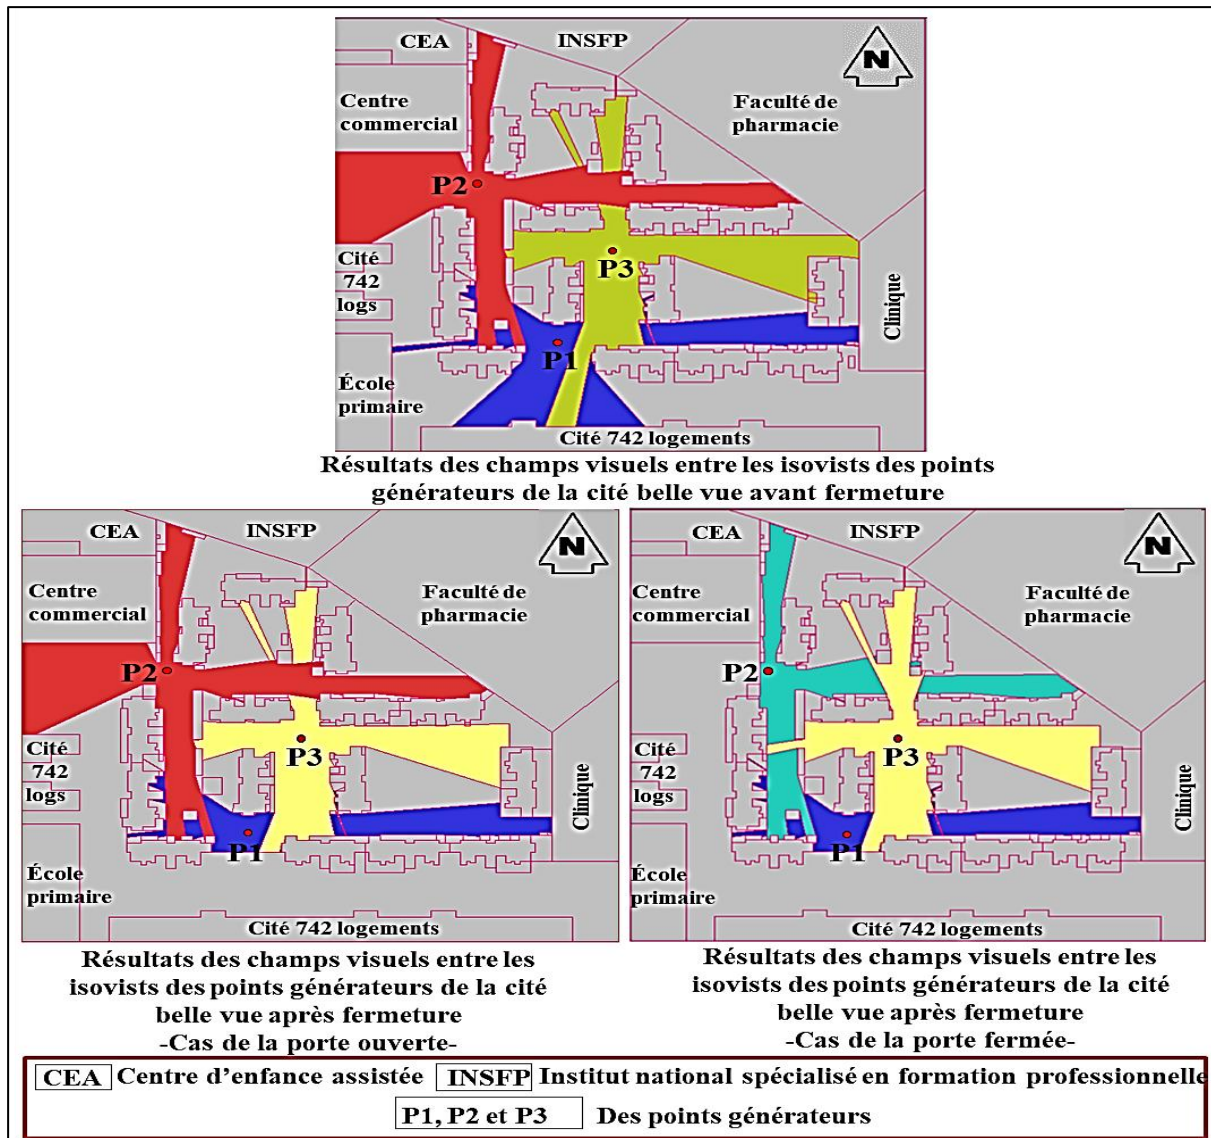 CEA
INSFP
N
Centre
commercial
Faculté de
pharmacie
P2
Cité
742
logs
P3
Clinique
P1
École
primaire
Cité 742 logements
Résultats des champs visuels entre les isovists des points
générateurs de la cité belle vue avant fermeture
CEA
INSFP
N
Centre
commercial
Faculté de
pharmacie
P2
Cité
742
logs
P3
Clinique
P1
École
primaire
Cité 742 logements
Résultats des champs visuels entre les
isovists des points générateurs de la cité
belle vue après fermeture
-Cas de la porte ouverte-
CEA
INSFP
N
Centre
commercial
Faculté de
pharmacie
P2
Cité
742
logs
P3
Clinique
P1
École
primaire
Cité 742 logements
Résultats des champs visuels entre les
isovists des points générateurs de la cité
belle vue après fermeture
-Cas de la porte fermée-
CEA Centre d'enfance assistée INSFP Institut national spécialisé en formation professionnelle
P1, P2 et P3 Des points générateurs